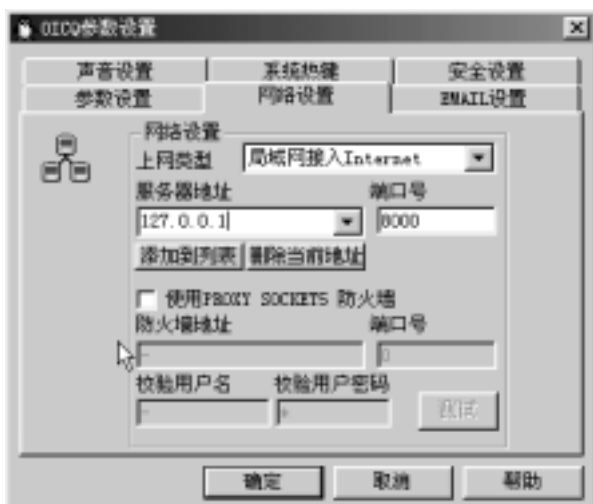 OICQ参数设置
声音设置 系统热键 安全设置
参数设置 网络设置 EMAIL设置
网络设置
上网类型 局域网接入Internet
服务器地址 端口号
127.0.0.1 8000
添加到列表 删除当前地址
使用PROXY SOCKET5 防火墙
防火墙地址 端口号
校验用户名 校验用户密码
测试
确定 取消 帮助